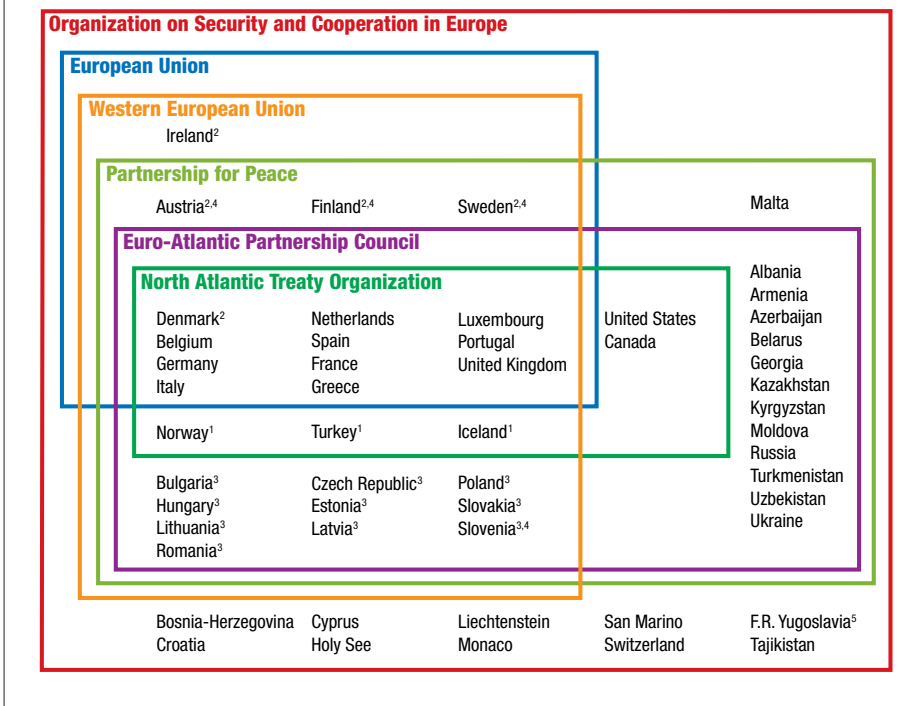 Organization on Security and Cooperation in Europe
European Union
Western European Union
Ireland²
Partnership for Peace
Austria²,⁴ Finland²,⁴ Sweden²,⁴ Malta
Euro-Atlantic Partnership Council
North Atlantic Treaty Organization
Denmark² Netherlands Luxembourg United States
Belgium Spain Portugal Canada
Germany France United Kingdom
Italy Greece
Norway¹ Turkey¹ Iceland¹
Bulgaria³ Czech Republic³ Poland³
Hungary³ Estonia³ Slovakia³
Lithuania³ Latvia³ Slovenia³,⁴
Romania³
Albania
Armenia
Azerbaijan
Belarus
Georgia
Kazakhstan
Kyrgyzstan
Moldova
Russia
Turkmenistan
Uzbekistan
Ukraine
Bosnia-Herzegovina Cyprus Liechtenstein San Marino F.R. Yugoslavia⁵
Croatia Holy See Monaco Switzerland Tajikistan